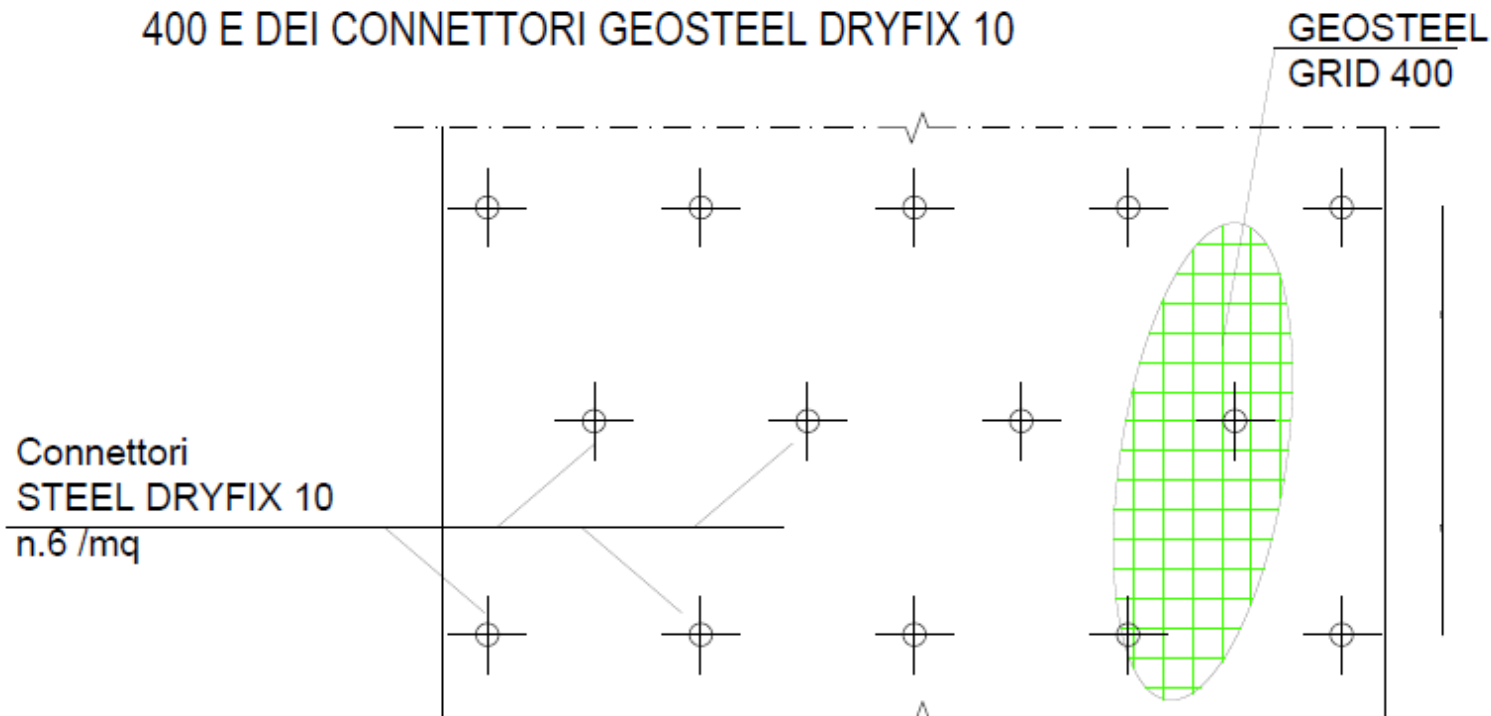 400 E DEI CONNETTORI GEOSTEEL DRYFIX 10
GEOSTEEL
GRID 400
Connettori
STEEL DRYFIX 10
n.6 /mq